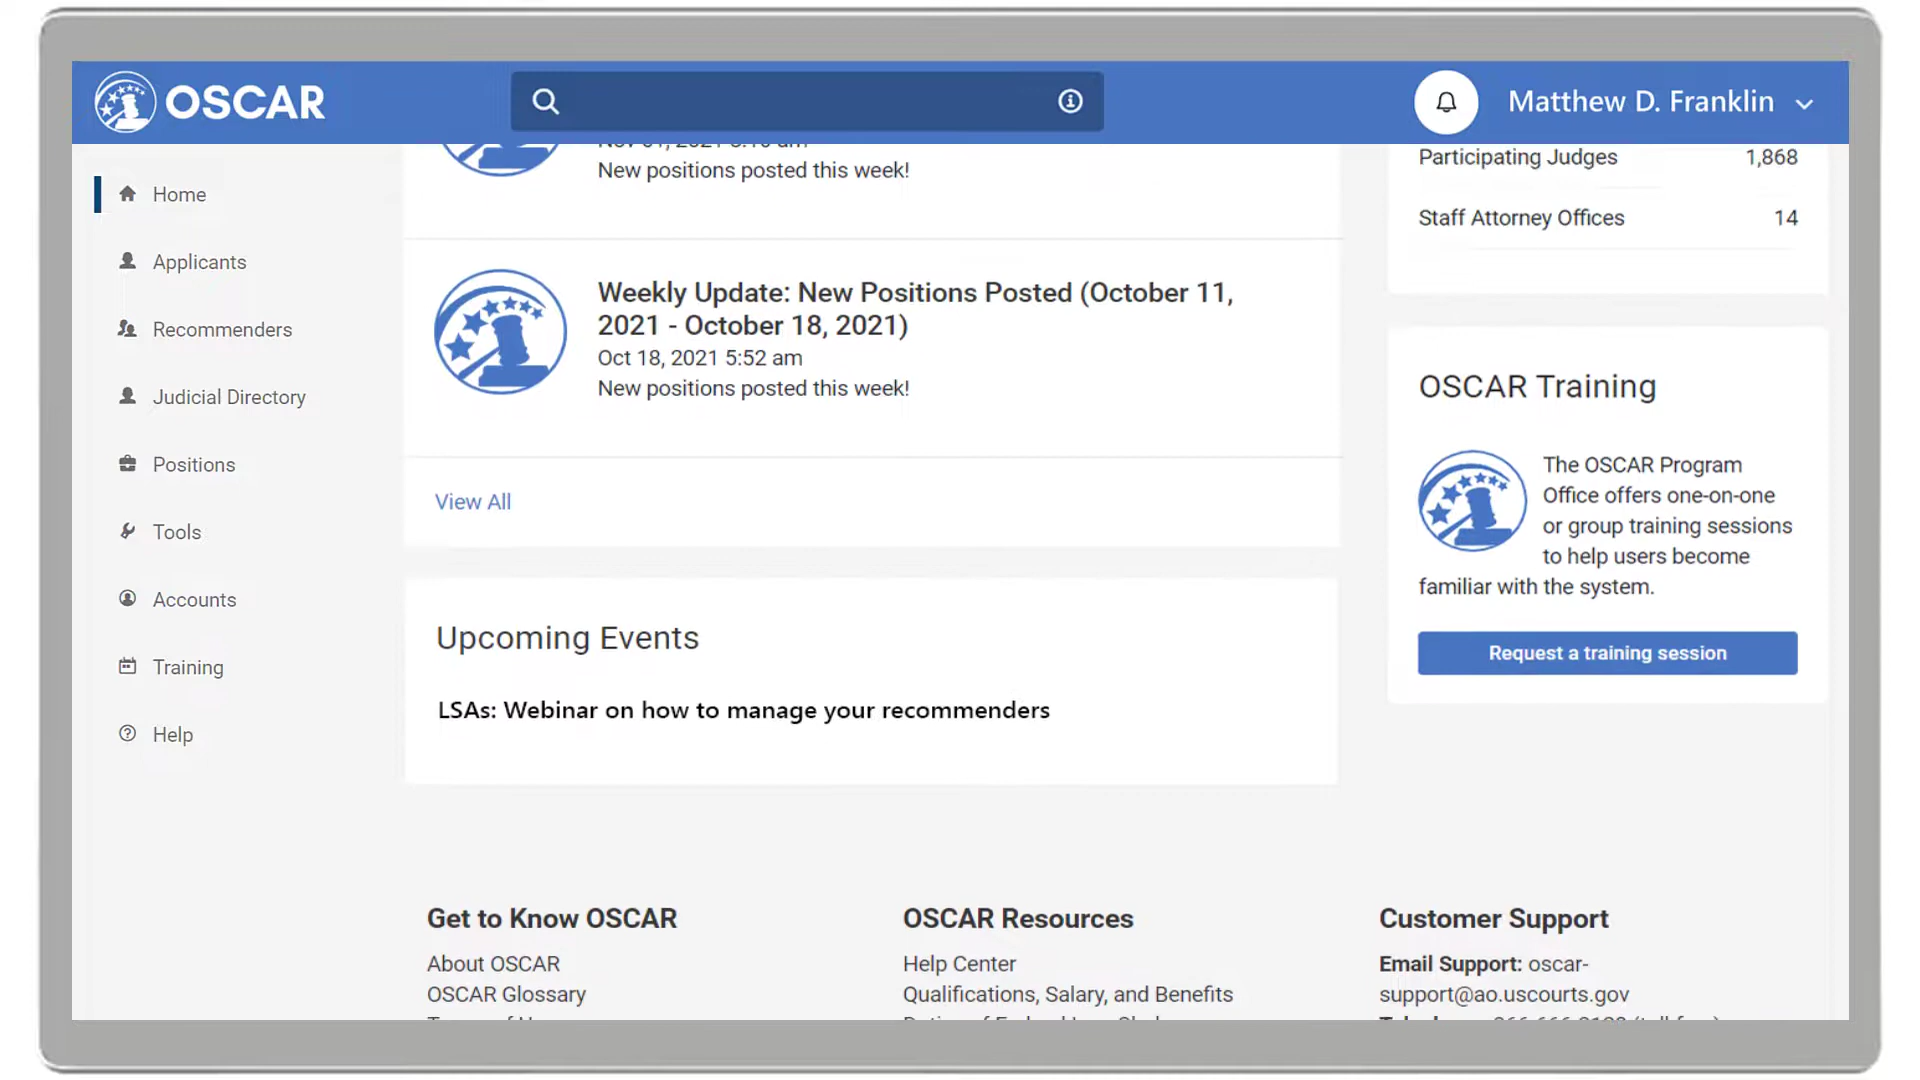 OSCAR
Matthew D. Franklin
Home
Applicants
Recommenders
Judicial Directory
Positions
Tools
Accounts
Training
Help
New positions posted this week!
Weekly Update: New Positions Posted (October 11,
2021 - October 18, 2021)
Oct 18, 2021 5:52 am
New positions posted this week!
View All
Upcoming Events
LSAs: Webinar on how to manage your recommenders
Participating Judges 1,868
Staff Attorney Offices 14
OSCAR Training
The OSCAR Program
Office offers one-on-one
or group training sessions
to help users become
familiar with the system.
Request a training session
Get to Know OSCAR
About OSCAR
OSCAR Glossary
OSCAR Resources
Help Center
Qualifications, Salary, and Benefits
Customer Support
Email Support: oscar-
support@ao.uscourts.gov